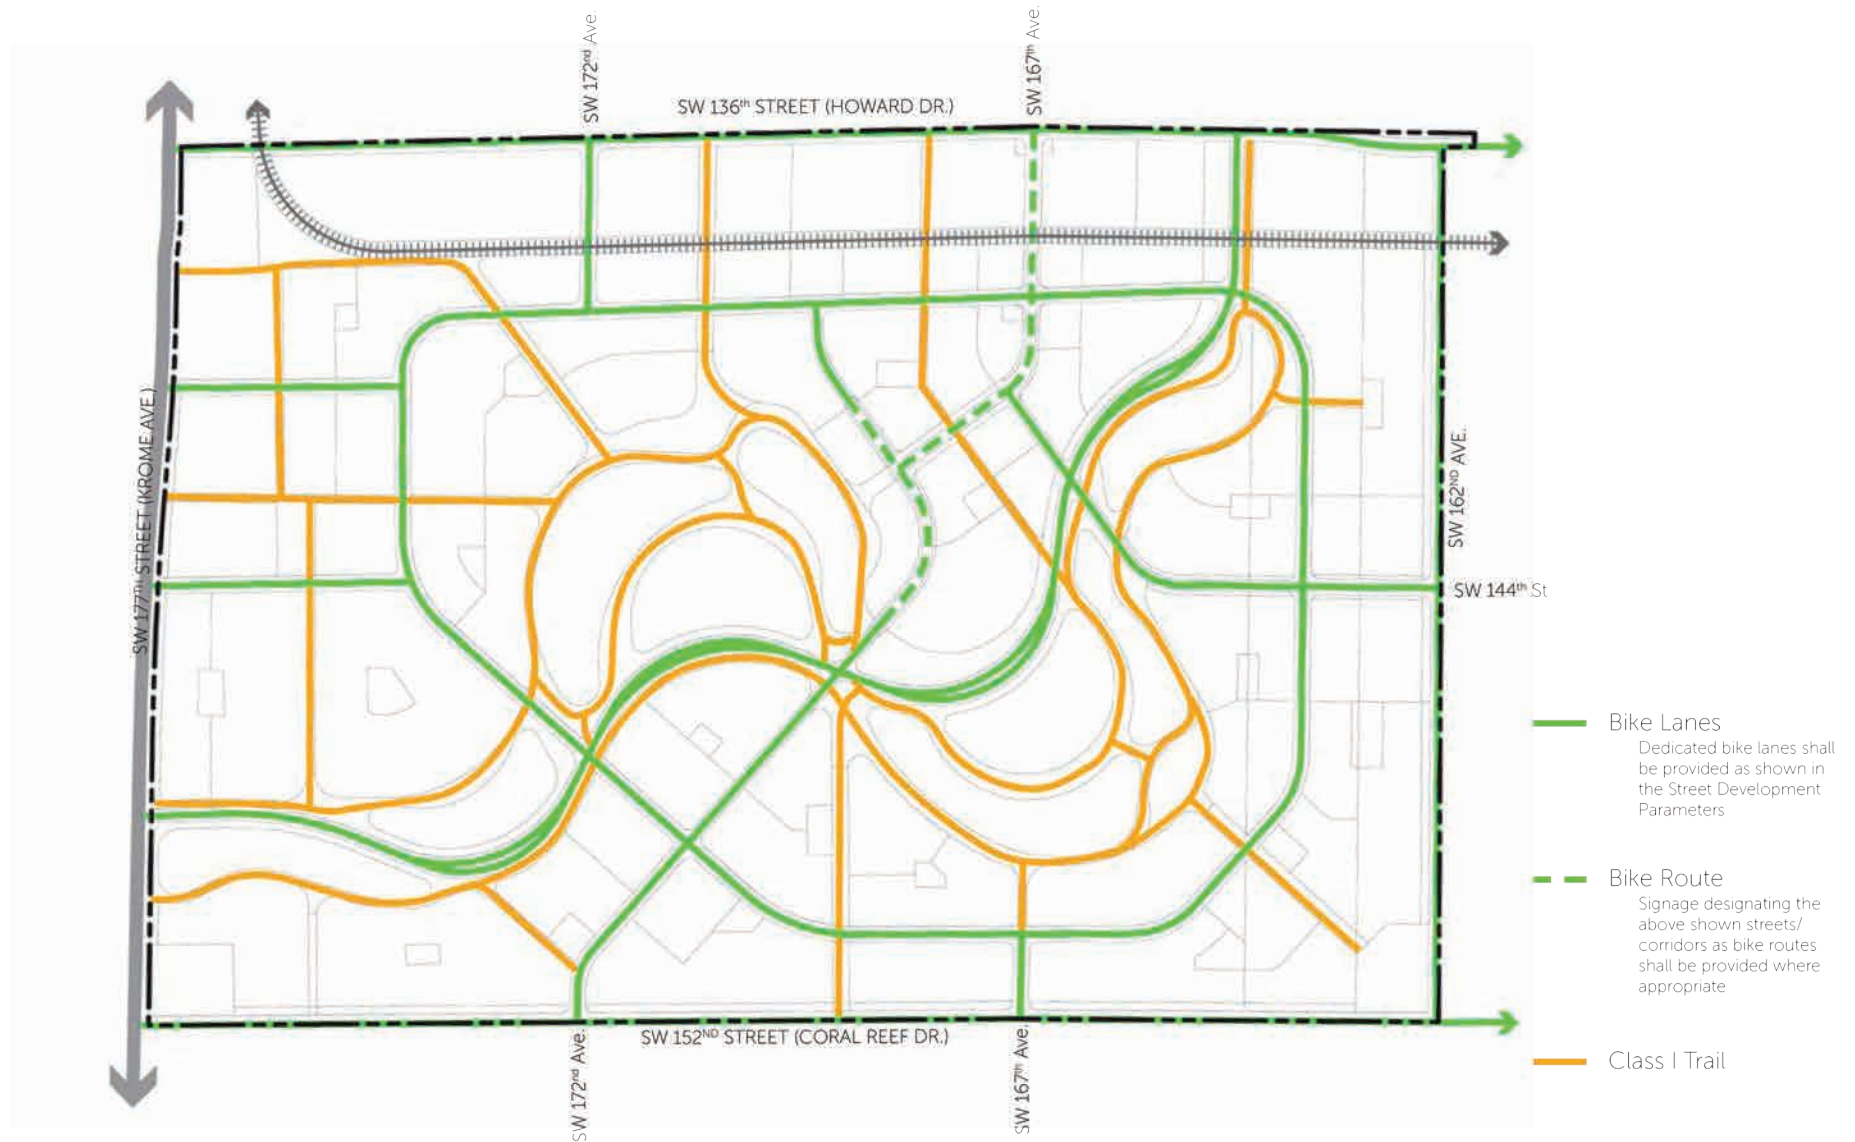 SW 172nd Ave.
SW 167th Ave.
SW 136th STREET (HOWARD DR.)
SW 177TH STREET (KROME AVE.)
SW 162ND AVE.
SW 144th St
SW 152ND STREET (CORAL REEF DR.)
SW 172nd Ave.
SW 167th Ave.
Bike Lanes
Dedicated bike lanes shall
be provided as shown in
the Street Development
Parameters
Bike Route
Signage designating the
above shown streets/
corridors as bike routes
shall be provided where
appropriate
Class I Trail